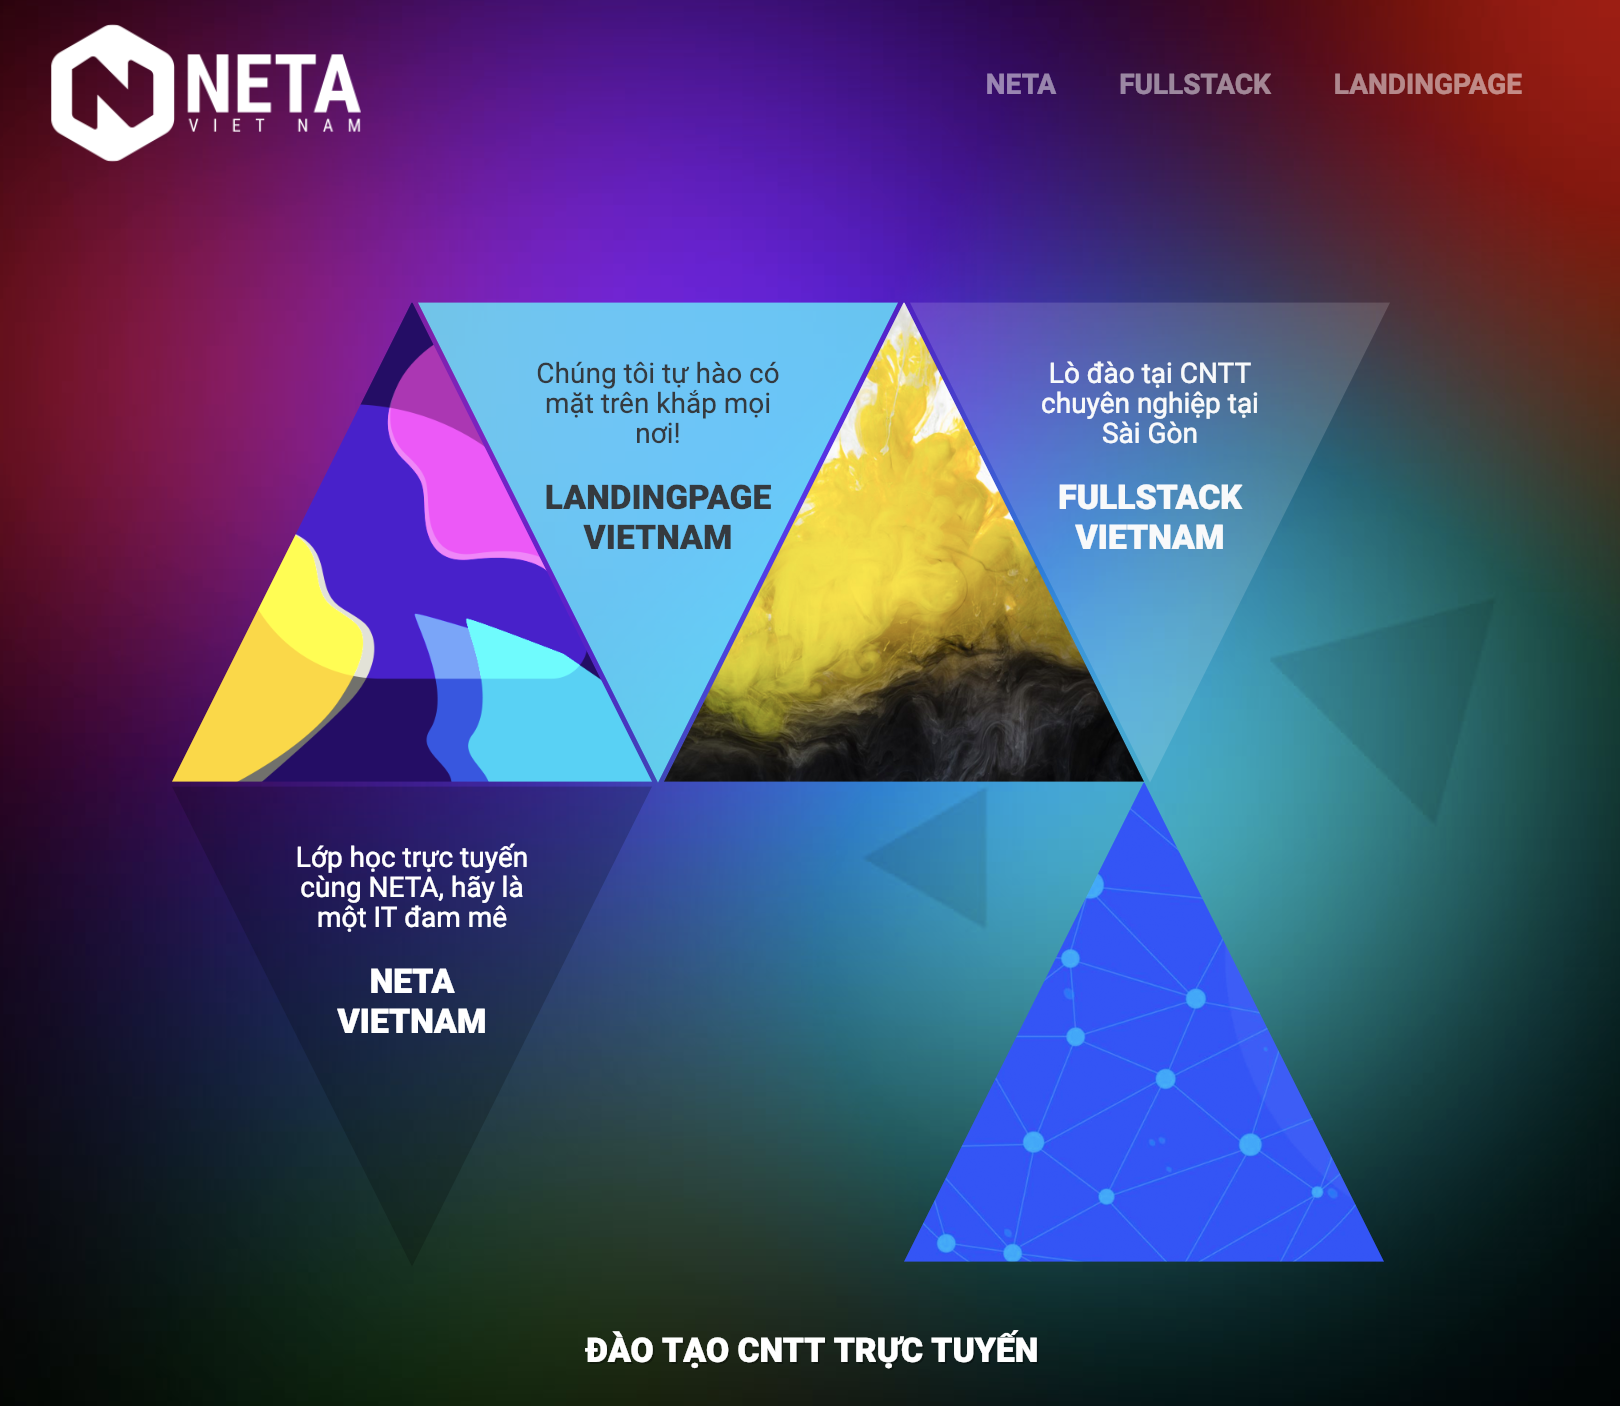 NETA
VIET NAM
NETA
FULLSTACK
LANDINGPAGE
Chúng tôi tự hào có
mặt trên khắp mọi
nơi!
LANDINGPAGE
VIETNAM
Lò đào tại CNTT
chuyên nghiệp tại
Sài Gòn
FULLSTACK
VIETNAM
Lớp học trực tuyến
cùng NETA, hãy là
một IT đam mê
NETA
VIETNAM
ĐÀO TẠO CNTT TRỰC TUYẾN